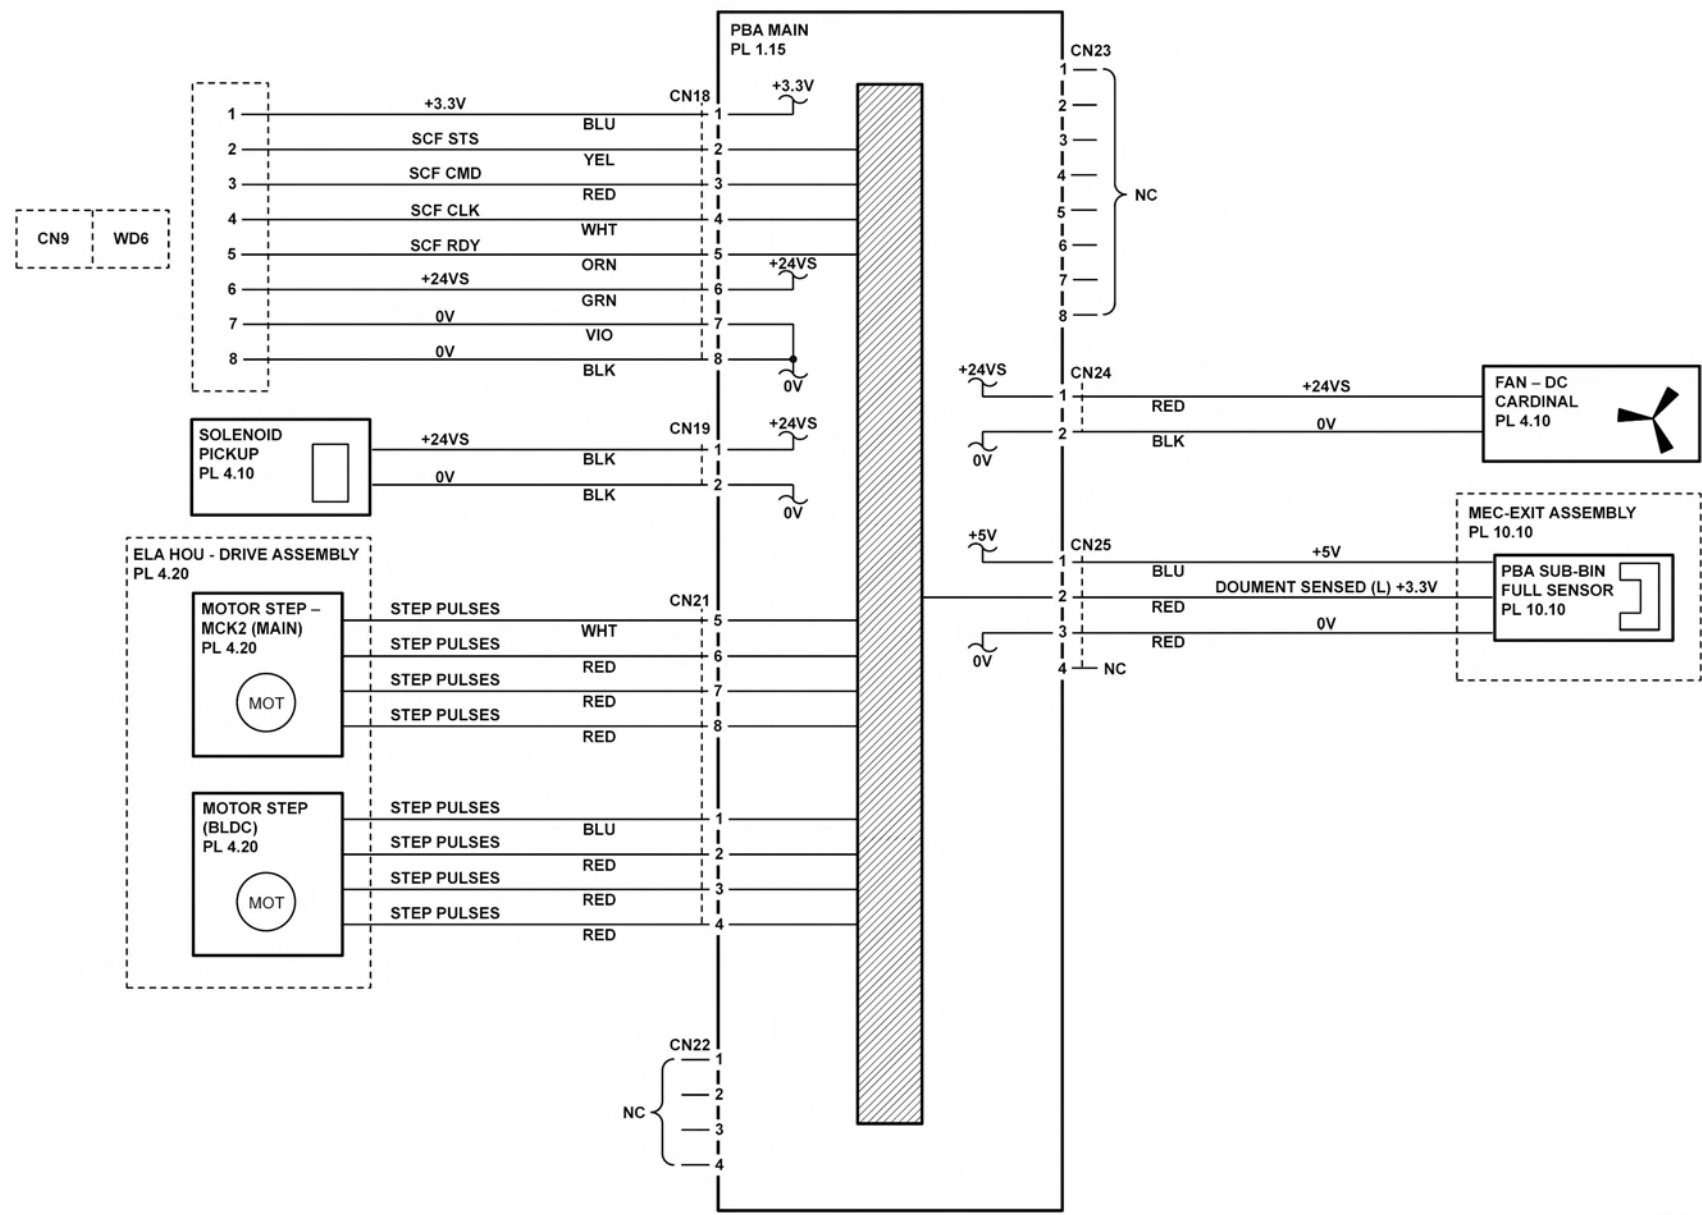 PBA MAIN
PL 1.15
CN9
WD6
CN18
1 +3.3V BLU 1 +3.3V
2 SCF STS YEL 2
3 SCF CMD RED 3
4 SCF CLK WHT 4
5 SCF RDY ORN 5
6 +24VS GRN 6 +24VS
7 0V VIO 7
8 0V BLK 8
0V
SOLENOID
PICKUP
PL 4.10
CN19
+24VS BLK 1 +24VS
0V BLK 2
0V
ELA HOU - DRIVE ASSEMBLY
PL 4.20
MOTOR STEP –
MCK2 (MAIN)
PL 4.20
MOT
CN21
STEP PULSES WHT 5
STEP PULSES RED 6
STEP PULSES RED 7
STEP PULSES RED 8
MOTOR STEP
(BLDC)
PL 4.20
MOT
STEP PULSES BLU 1
STEP PULSES RED 2
STEP PULSES RED 3
STEP PULSES RED 4
CN22
1
2
NC
3
4
CN23
1
2
3
4
NC
5
6
7
8
CN24
+24VS 1 RED +24VS
2 BLK 0V
0V
FAN – DC
CARDINAL
PL 4.10
MEC-EXIT ASSEMBLY
PL 10.10
CN25
+5V 1 BLU +5V
2 RED DOUMENT SENSED (L) +3.3V
3 RED 0V
0V
4 NC
PBA SUB-BIN
FULL SENSOR
PL 10.10